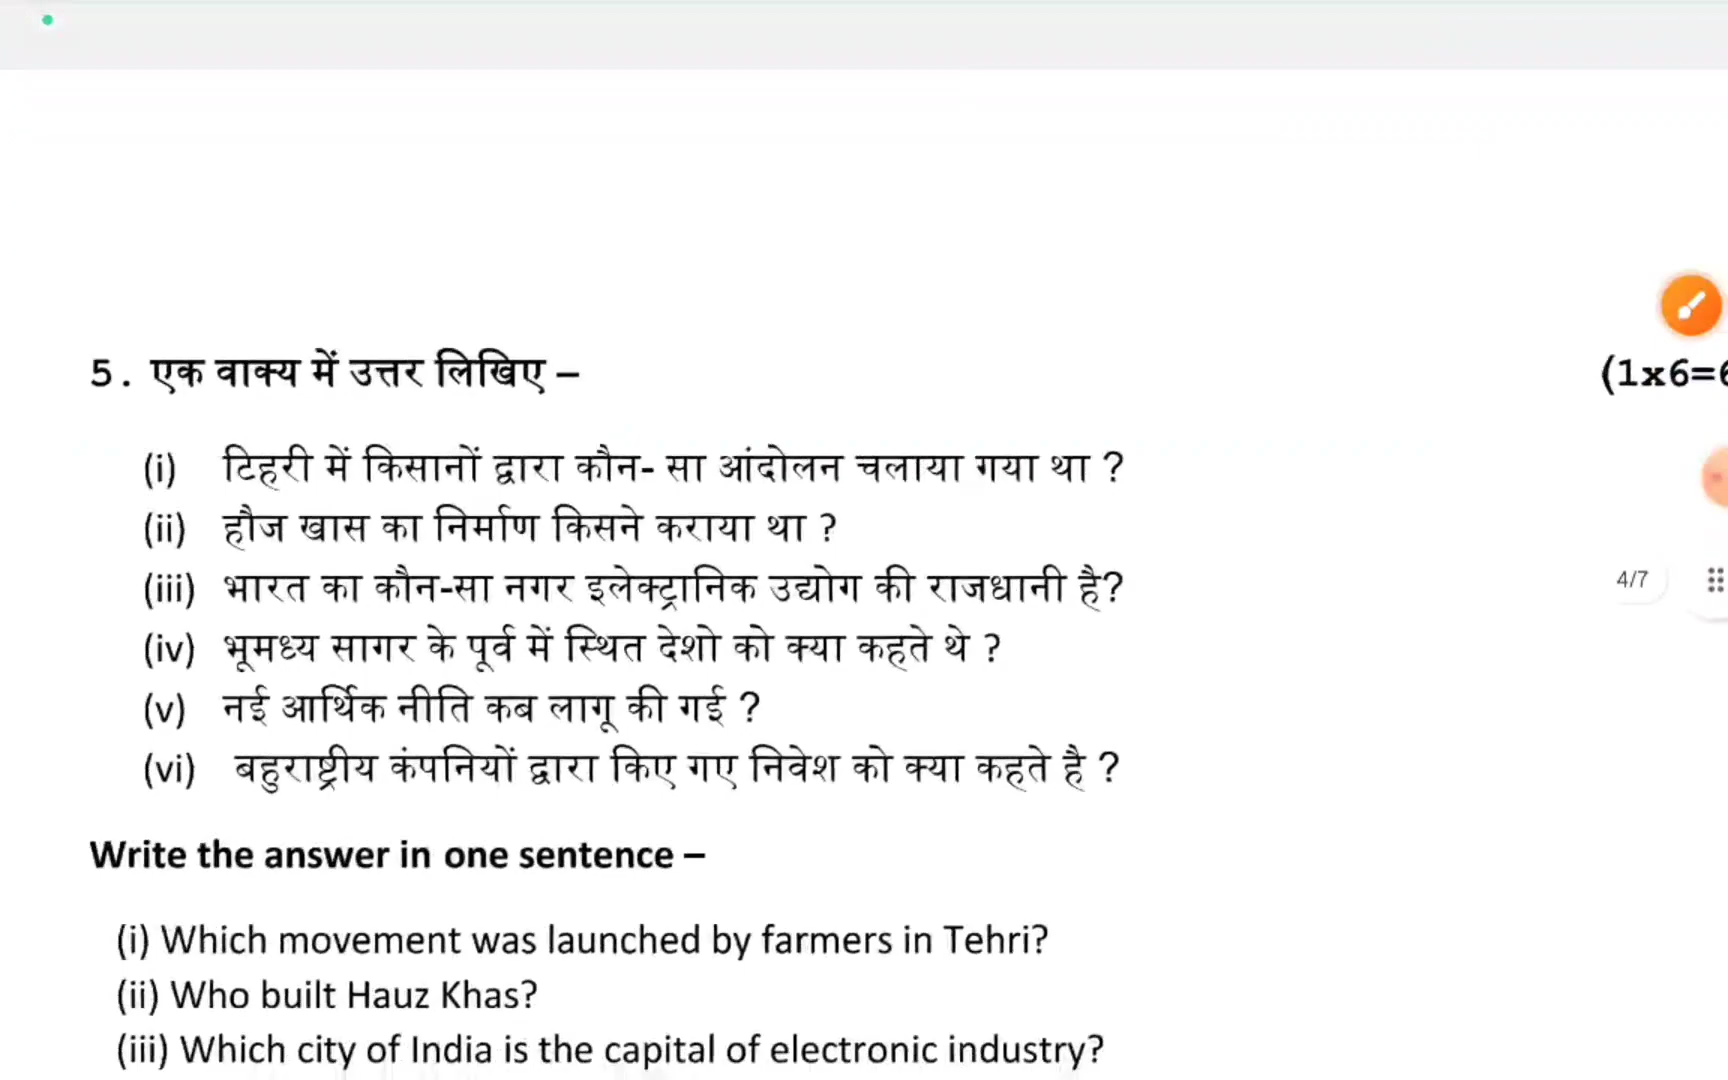 5. एक वाक्य में उत्तर लिखिए –
(1x6=
(i) टिहरी में किसानों द्वारा कौन- सा आंदोलन चलाया गया था ?
(ii) हौज खास का निर्माण किसने कराया था ?
(iii) भारत का कौन-सा नगर इलेक्ट्रानिक उद्योग की राजधानी है?
4/7
(iv) भूमध्य सागर के पूर्व में स्थित देशो को क्या कहते थे ?
(v) नई आर्थिक नीति कब लागू की गई ?
(vi) बहुराष्ट्रीय कंपनियों द्वारा किए गए निवेश को क्या कहते है ?
Write the answer in one sentence –
(i) Which movement was launched by farmers in Tehri?
(ii) Who built Hauz Khas?
(iii) Which city of India is the capital of electronic industry?